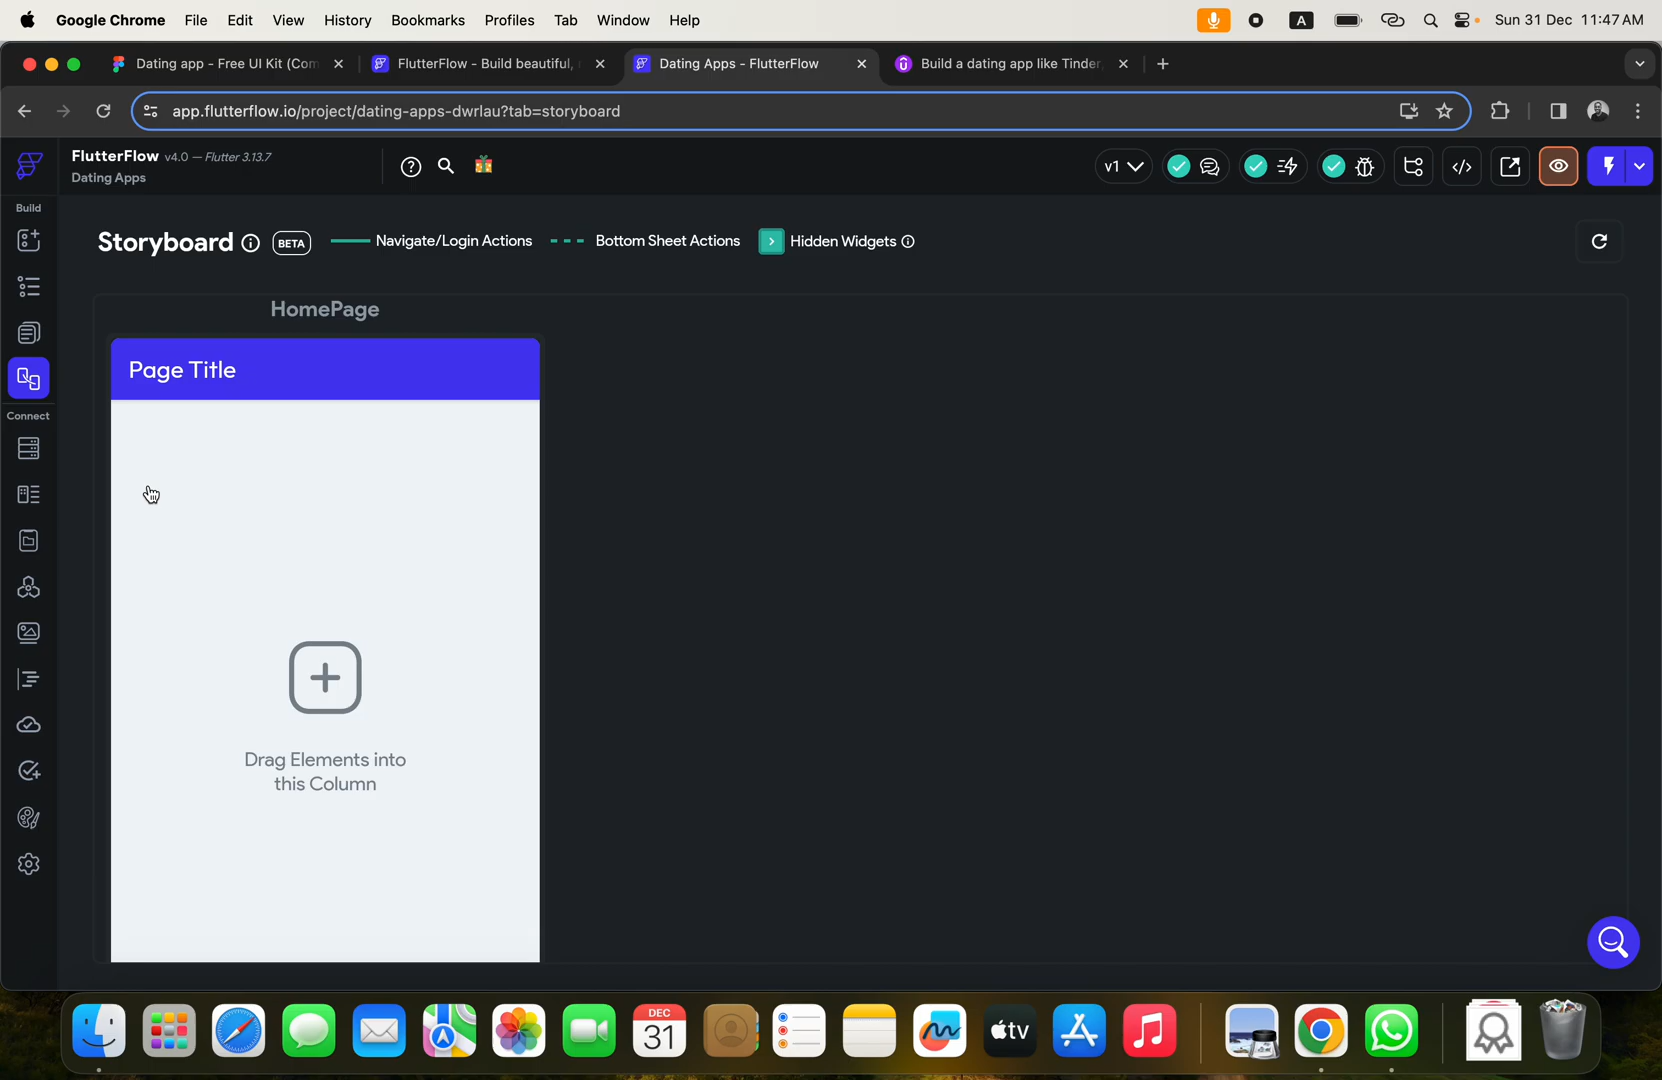 Google Chrome File Edit View History Bookmarks Profiles Tab Window Help A Sun 31 Dec 11:47 AM
Dating app - Free UI Kit (Com FlutterFlow - Build beautiful, Dating Apps - FlutterFlow Build a dating app like Tinder
app.flutterflow.io/project/dating-apps-dwrlau?tab=storyboard
FlutterFlow v4.0 — Flutter 3.13.7
Dating Apps
v1
Build
Storyboard BETA Navigate/Login Actions Bottom Sheet Actions Hidden Widgets
HomePage
Page Title
Connect
Drag Elements into
this Column
DEC
31
tv